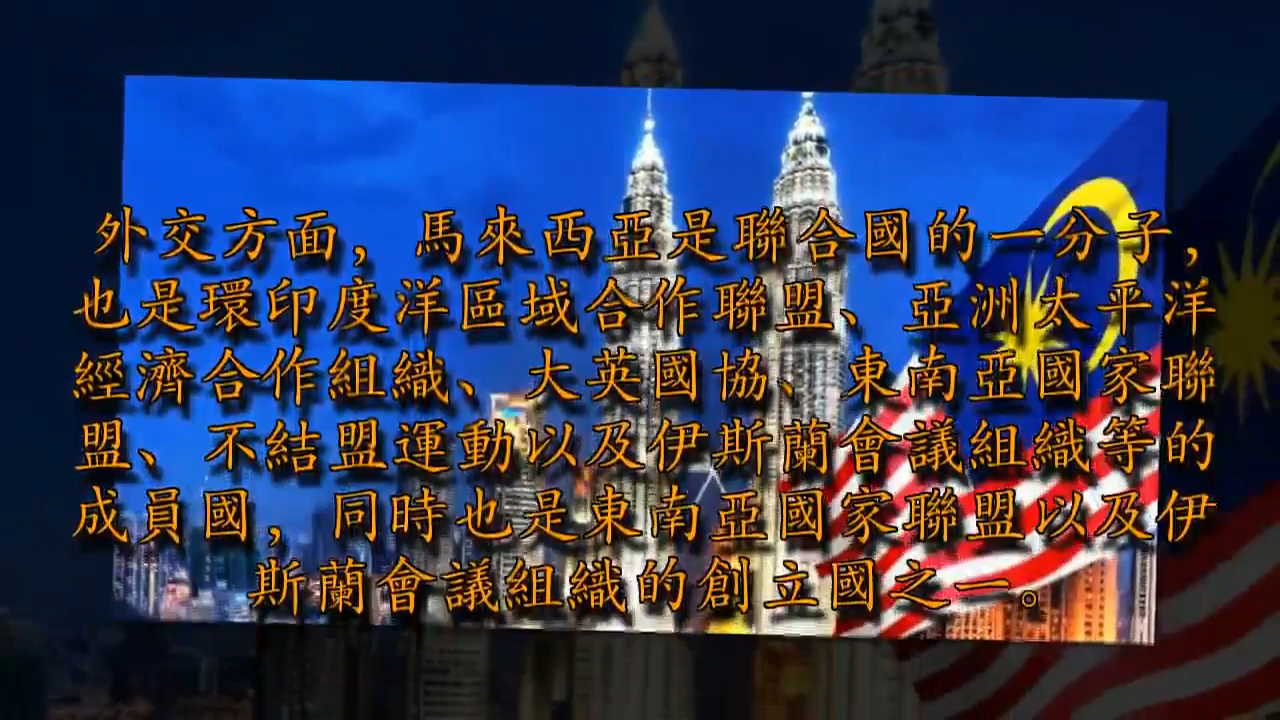 外交方面，馬來西亞是聯合國的一分子，
也是環印度洋區域合作聯盟、亞洲太平洋
經濟合作組織、大英國協、東南亞國家聯
盟、不結盟運動以及伊斯蘭會議組織等的
成員國，同時也是東南亞國家聯盟以及伊
斯蘭會議組織的創立國之一。